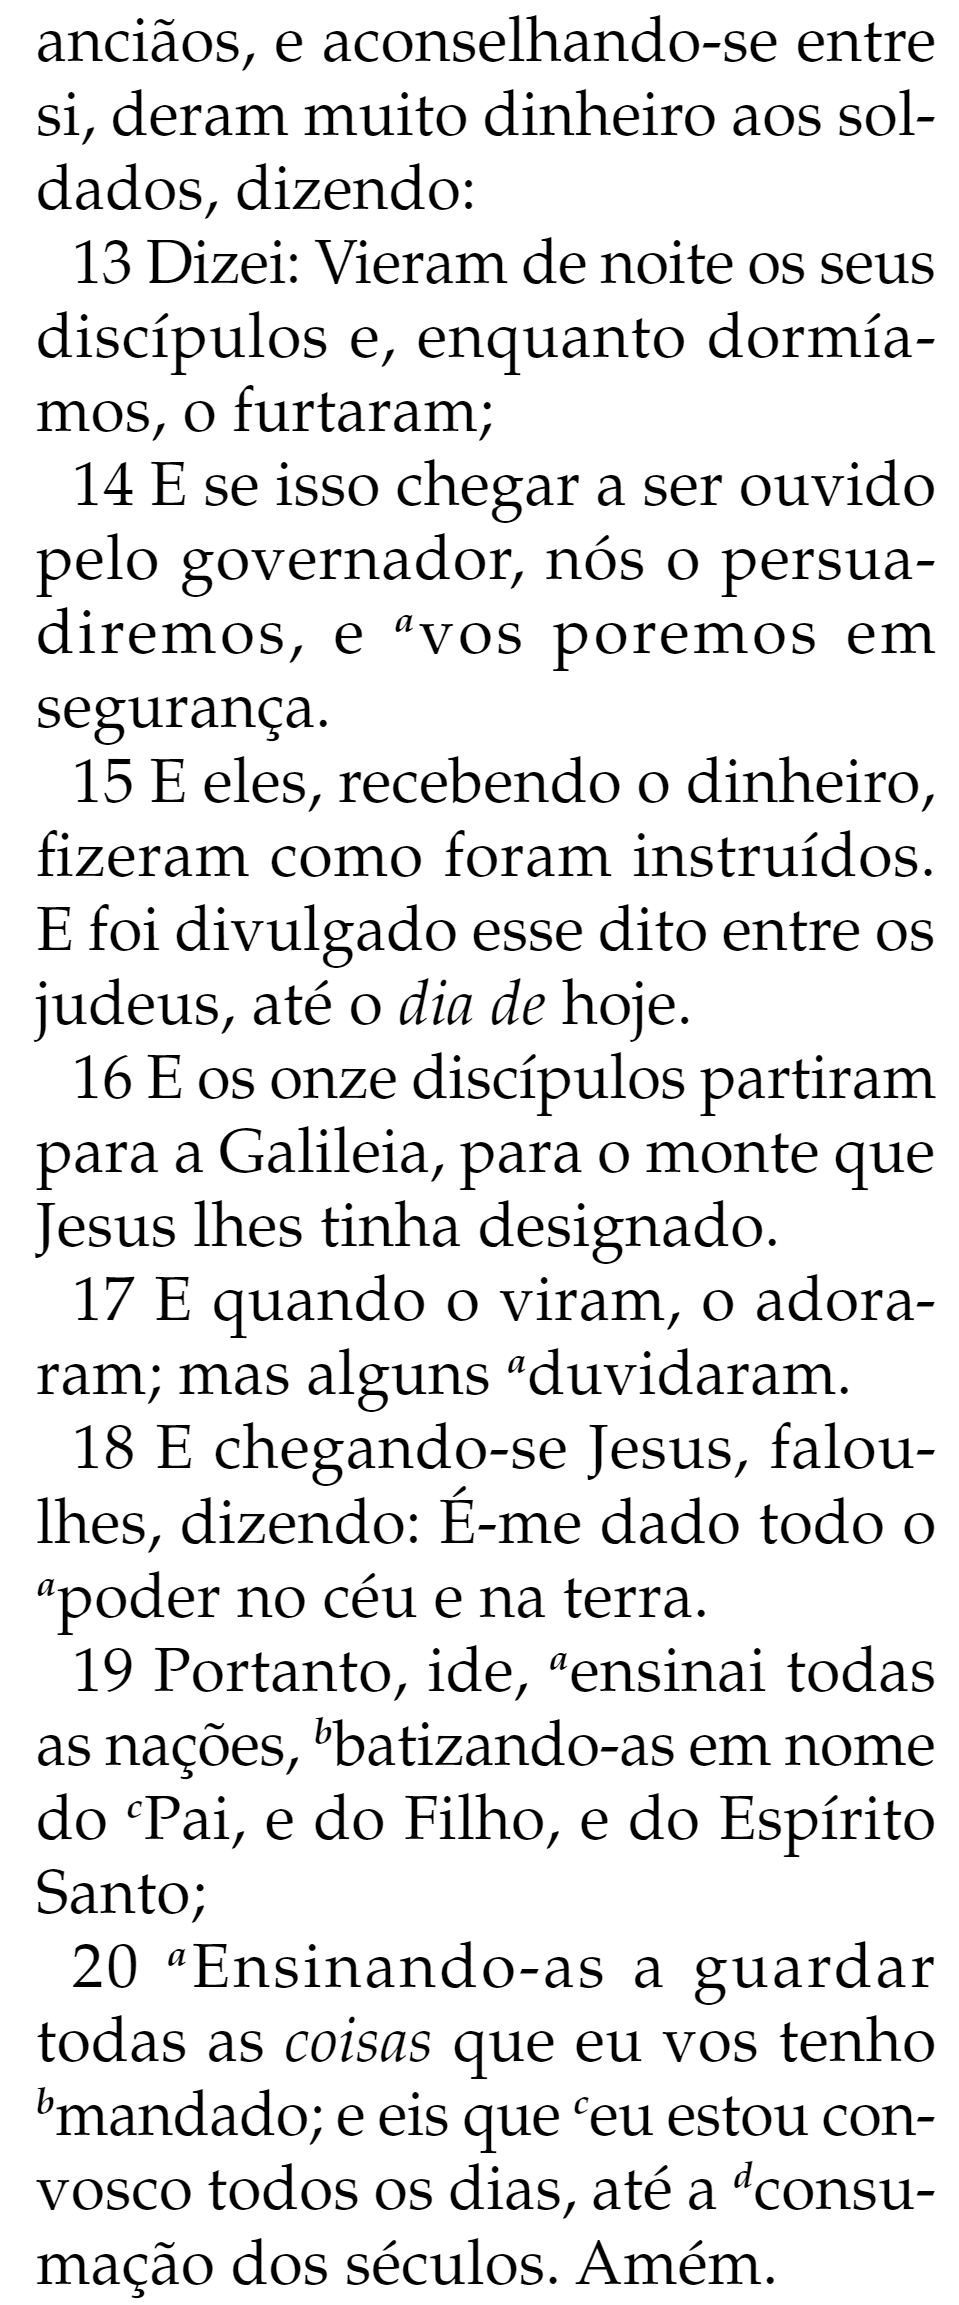 anciãos, e aconselhando-se entre
si, deram muito dinheiro aos sol-
dados, dizendo:
13 Dizei: Vieram de noite os seus
discípulos e, enquanto dormía-
mos, o furtaram;
14 E se isso chegar a ser ouvido
pelo governador, nós o persua-
diremos, e avos poremos em
segurança.
15 E eles, recebendo o dinheiro,
fizeram como foram instruídos.
E foi divulgado esse dito entre os
judeus, até o dia de hoje.
16 E os onze discípulos partiram
para a Galileia, para o monte que
Jesus lhes tinha designado.
17 E quando o viram, o adora-
ram; mas alguns aduvidaram.
18 E chegando-se Jesus, falou-
lhes, dizendo: É-me dado todo o
apoder no céu e na terra.
19 Portanto, ide, aensinai todas
as nações, bbatizando-as em nome
do cPai, e do Filho, e do Espírito
Santo;
20 aEnsinando-as a guardar
todas as coisas que eu vos tenho
bmandado; e eis que ceu estou con-
vosco todos os dias, até a dconsu-
mação dos séculos. Amém.